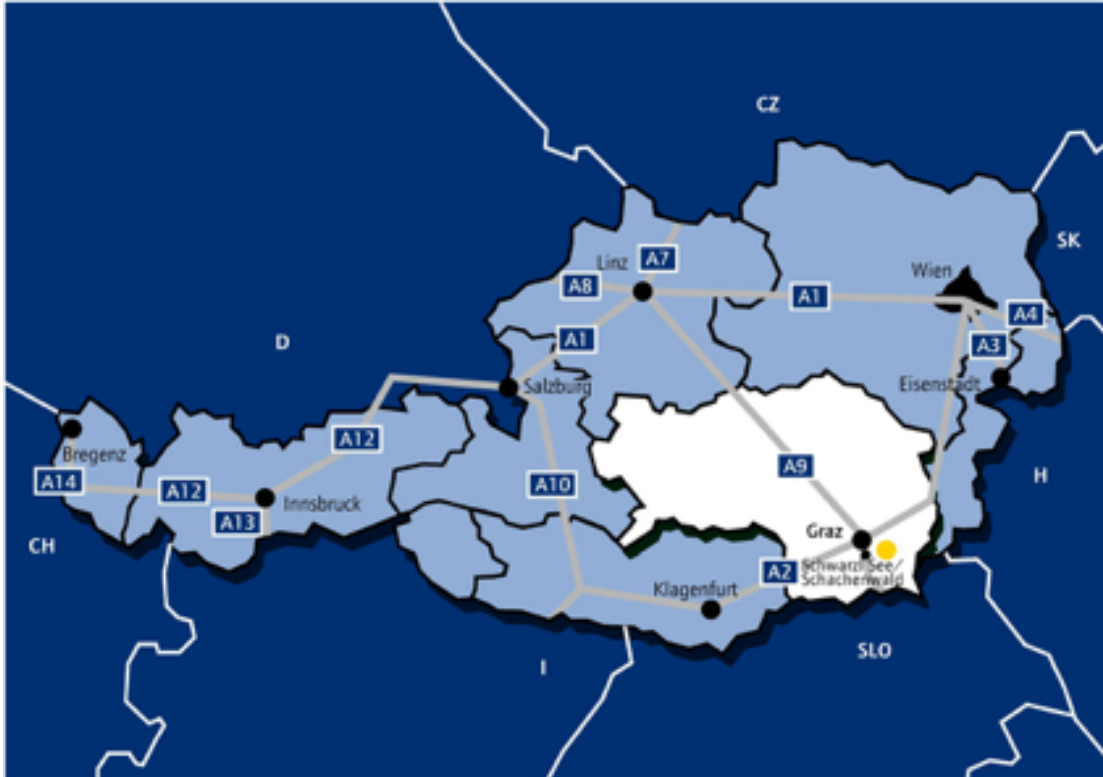 CZ
SK
Linz
A7
Wien
A8
A1
A4
A1
A3
D
Salzburg
Eisenstadt
Bregenz
A12
A9
H
A14
A12
A10
Innsbruck
A13
CH
Graz
Schwarzl See/
Schachenwald
A2
Klagenfurt
SLO
I